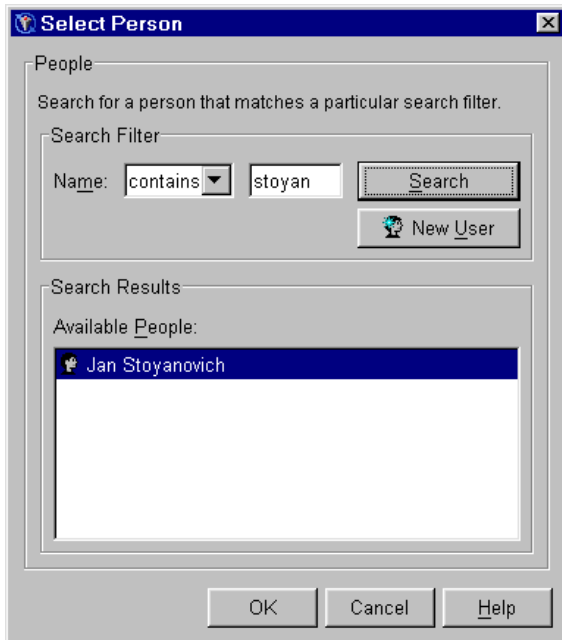 Select Person
People
Search for a person that matches a particular search filter.
Search Filter
Name: contains stoyan Search
New User
Search Results
Available People:
Jan Stoyanovich
OK Cancel Help